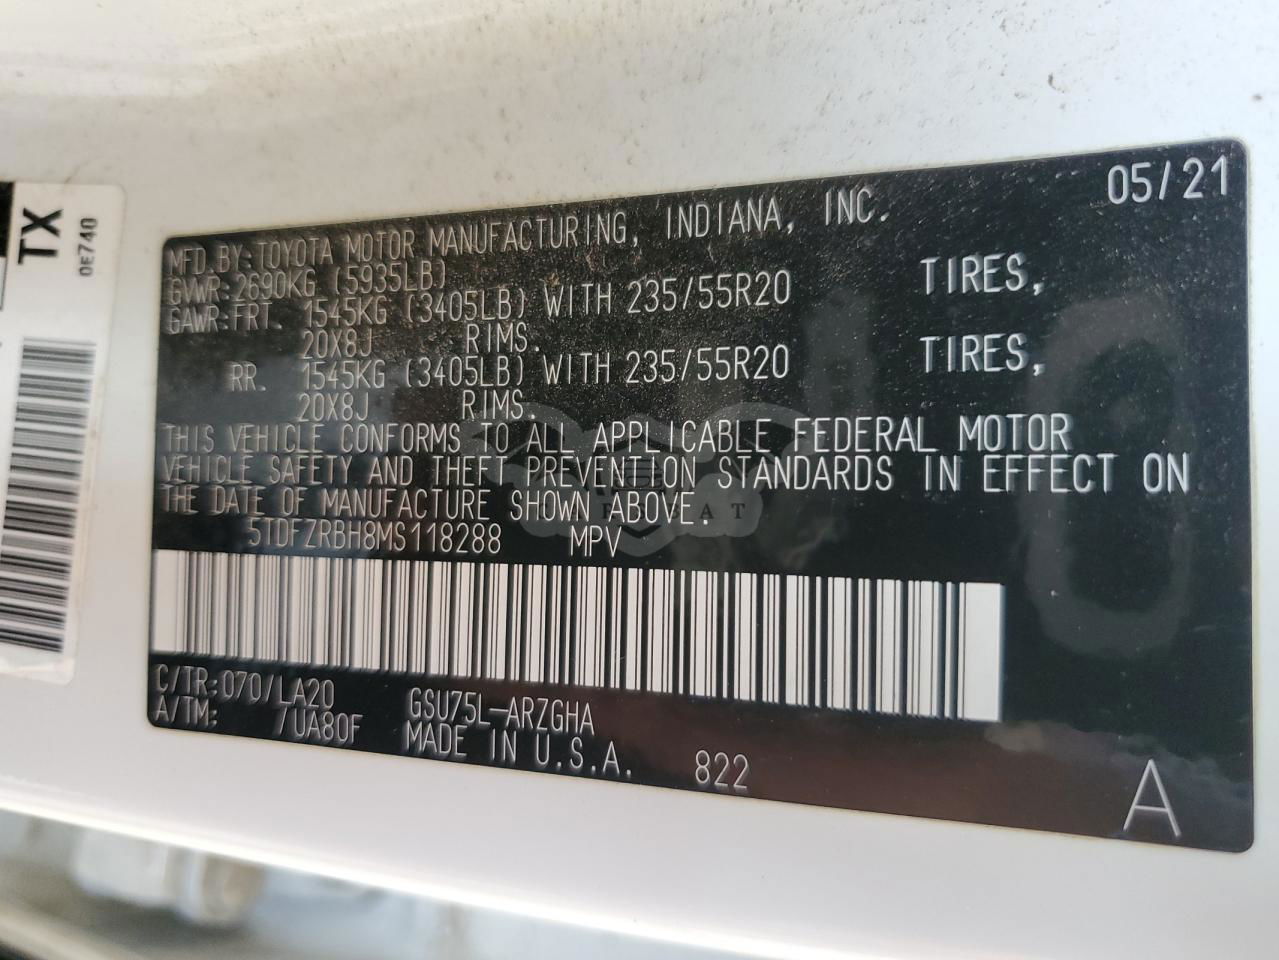 TX
0E740
05/21
MFD.BY:TOYOTA MOTOR MANUFACTURING, INDIANA, INC.
GVWR:2690KG (5935LB)
GAWR:FRT. 1545KG (3405LB) WITH 235/55R20 TIRES,
20X8J RIMS.
RR. 1545KG (3405LB) WITH 235/55R20 TIRES,
20X8J RIMS.
THIS VEHICLE CONFORMS TO ALL APPLICABLE FEDERAL MOTOR
VEHICLE SAFETY AND THEFT PREVENTION STANDARDS IN EFFECT ON
THE DATE OF MANUFACTURE SHOWN ABOVE.
5TDFZRBH8MS118288 MPV
C/TR:070/LA20 GSU75L-ARZGHA
A/TM: /UA80F MADE IN U.S.A. 822
A